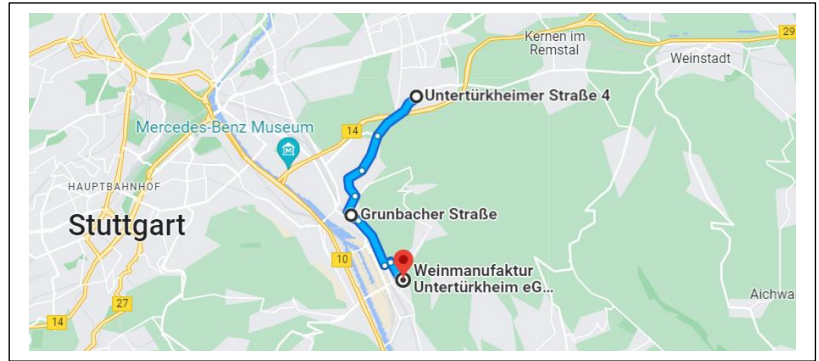 Kernen im
Remstal
29
Weinstadt
Untertürkheimer Straße 4
Mercedes-Benz Museum
14
HAUPTBAHNHOF
Stuttgart
Grunbacher Straße
10
Weinmanufaktur
Untertürkheim eG...
Aichwa
27
14